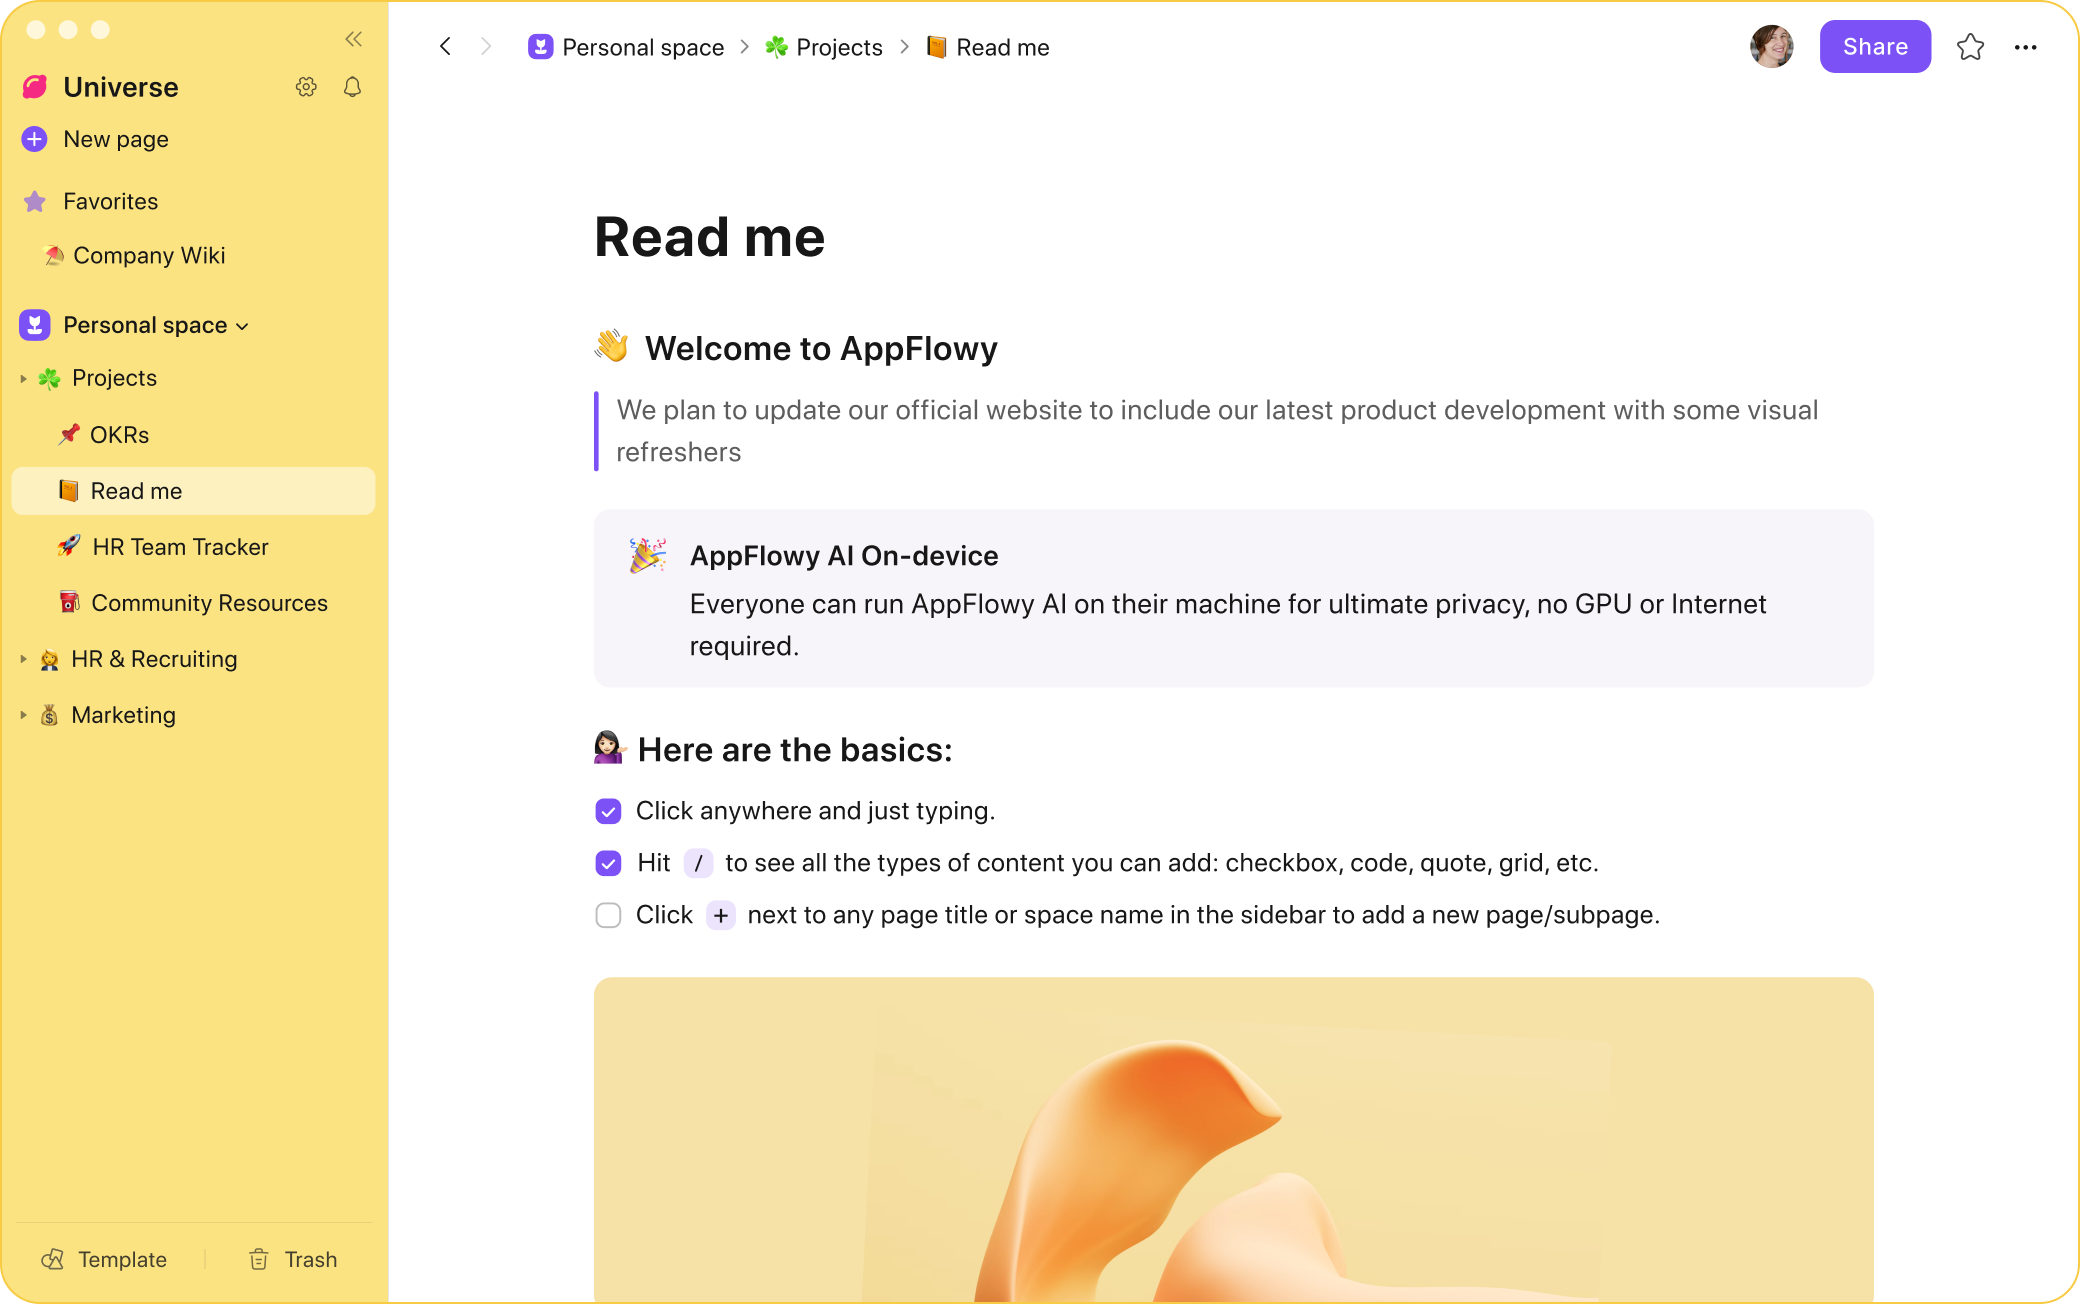 Universe
New page
Favorites
Company Wiki
Personal space
Projects
OKRs
Read me
HR Team Tracker
Community Resources
HR & Recruiting
Marketing
Template
Trash
Personal space
Projects
Read me
Share
Read me
Welcome to AppFlowy
We plan to update our official website to include our latest product development with some visual
refreshers
AppFlowy AI On-device
Everyone can run AppFlowy AI on their machine for ultimate privacy, no GPU or Internet
required.
Here are the basics:
Click anywhere and just typing.
Hit / to see all the types of content you can add: checkbox, code, quote, grid, etc.
Click + next to any page title or space name in the sidebar to add a new page/subpage.